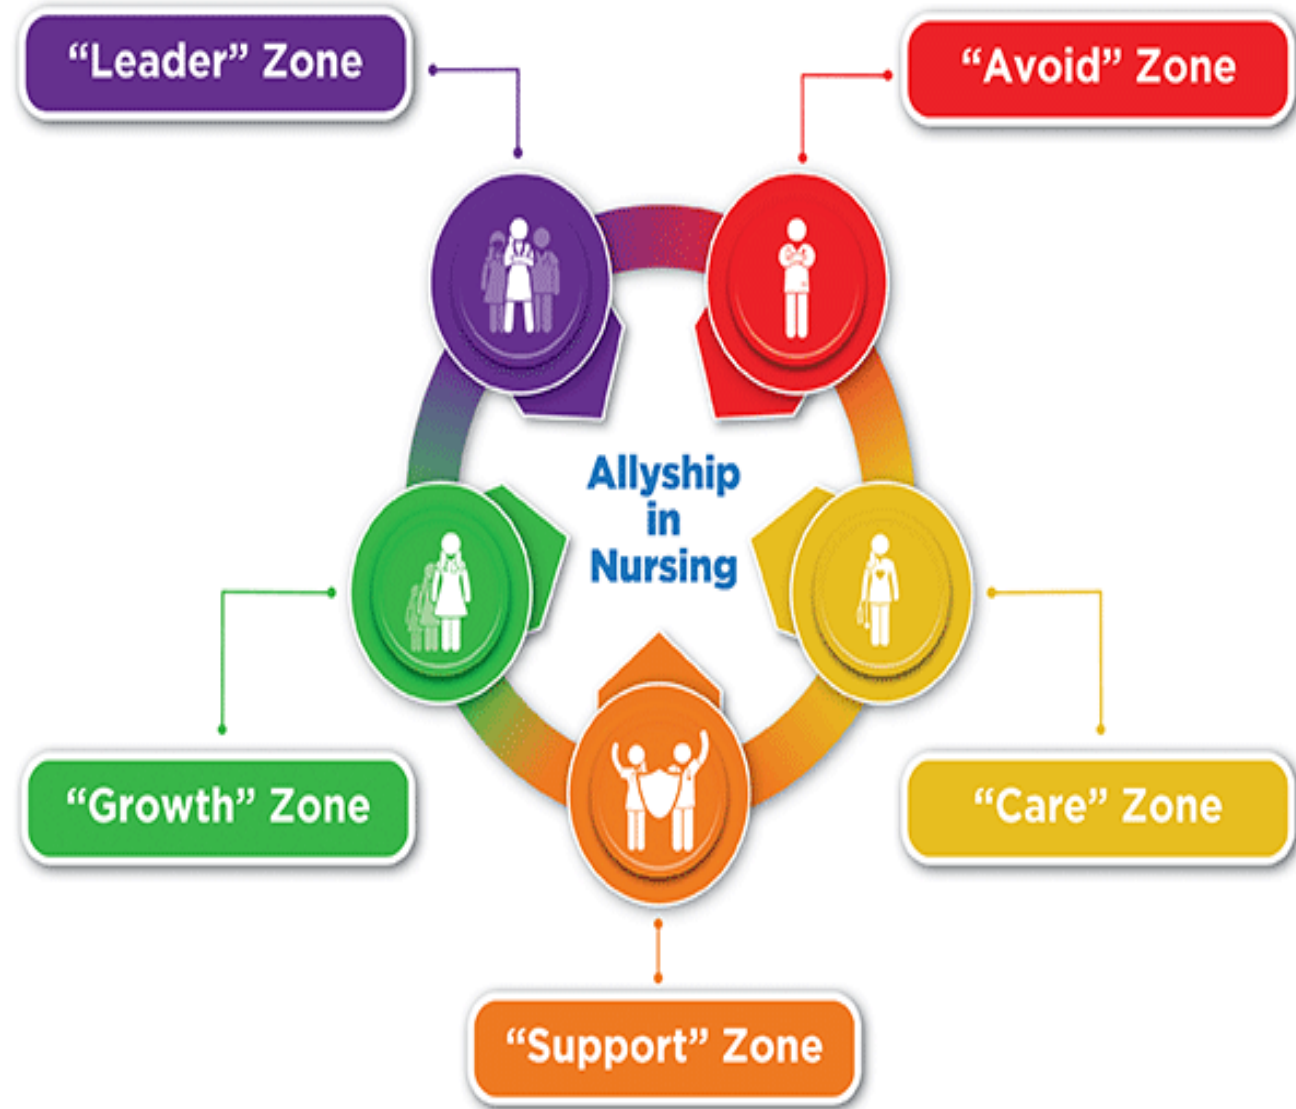 “Leader” Zone
“Avoid” Zone
Allyship
in
Nursing
“Growth” Zone
“Care” Zone
“Support” Zone